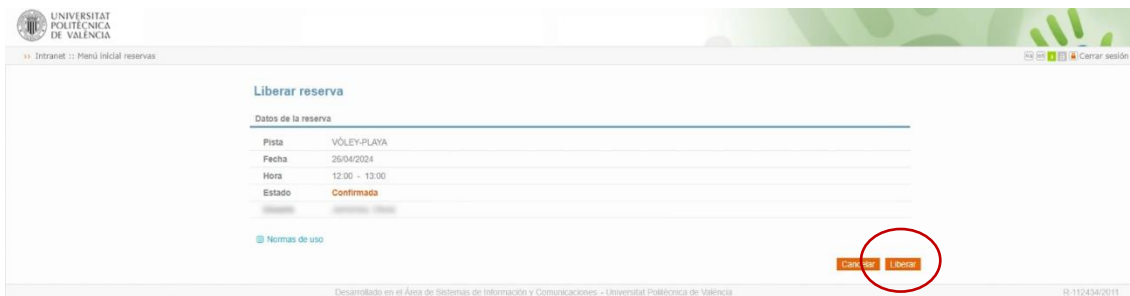 UNIVERSITAT
POLITÈCNICA
DE VALÈNCIA
>> Intranet :: Menú inicial reservas
Cerrar sesión
Liberar reserva
Datos de la reserva
Pista VÓLEY-PLAYA
Fecha 26/04/2024
Hora 12:00 - 13:00
Estado Confirmada
Normas de uso
Cancelar Liberar
Desarrollado en el Área de Sistemas de Información y Comunicaciones - Universitat Politècnica de València
R-112434/2011